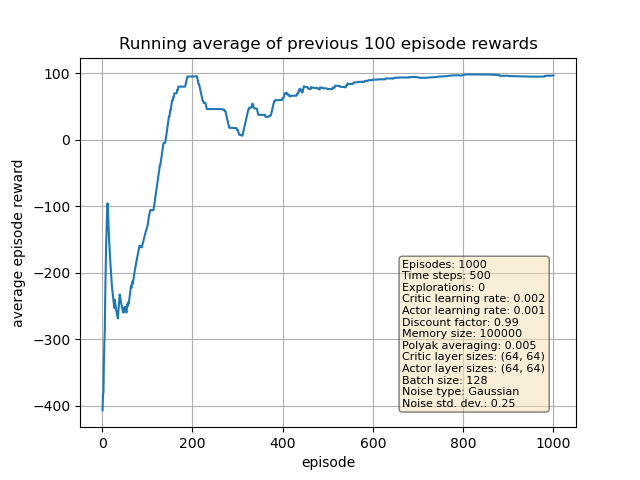 Running average of previous 100 episode rewards
average episode reward
100
0
−100
−200
−300
−400
Episodes: 1000
Time steps: 500
Explorations: 0
Critic learning rate: 0.002
Actor learning rate: 0.001
Discount factor: 0.99
Memory size: 100000
Polyak averaging: 0.005
Critic layer sizes: (64, 64)
Actor layer sizes: (64, 64)
Batch size: 128
Noise type: Gaussian
Noise std. dev.: 0.25
0 200 400 600 800 1000
episode